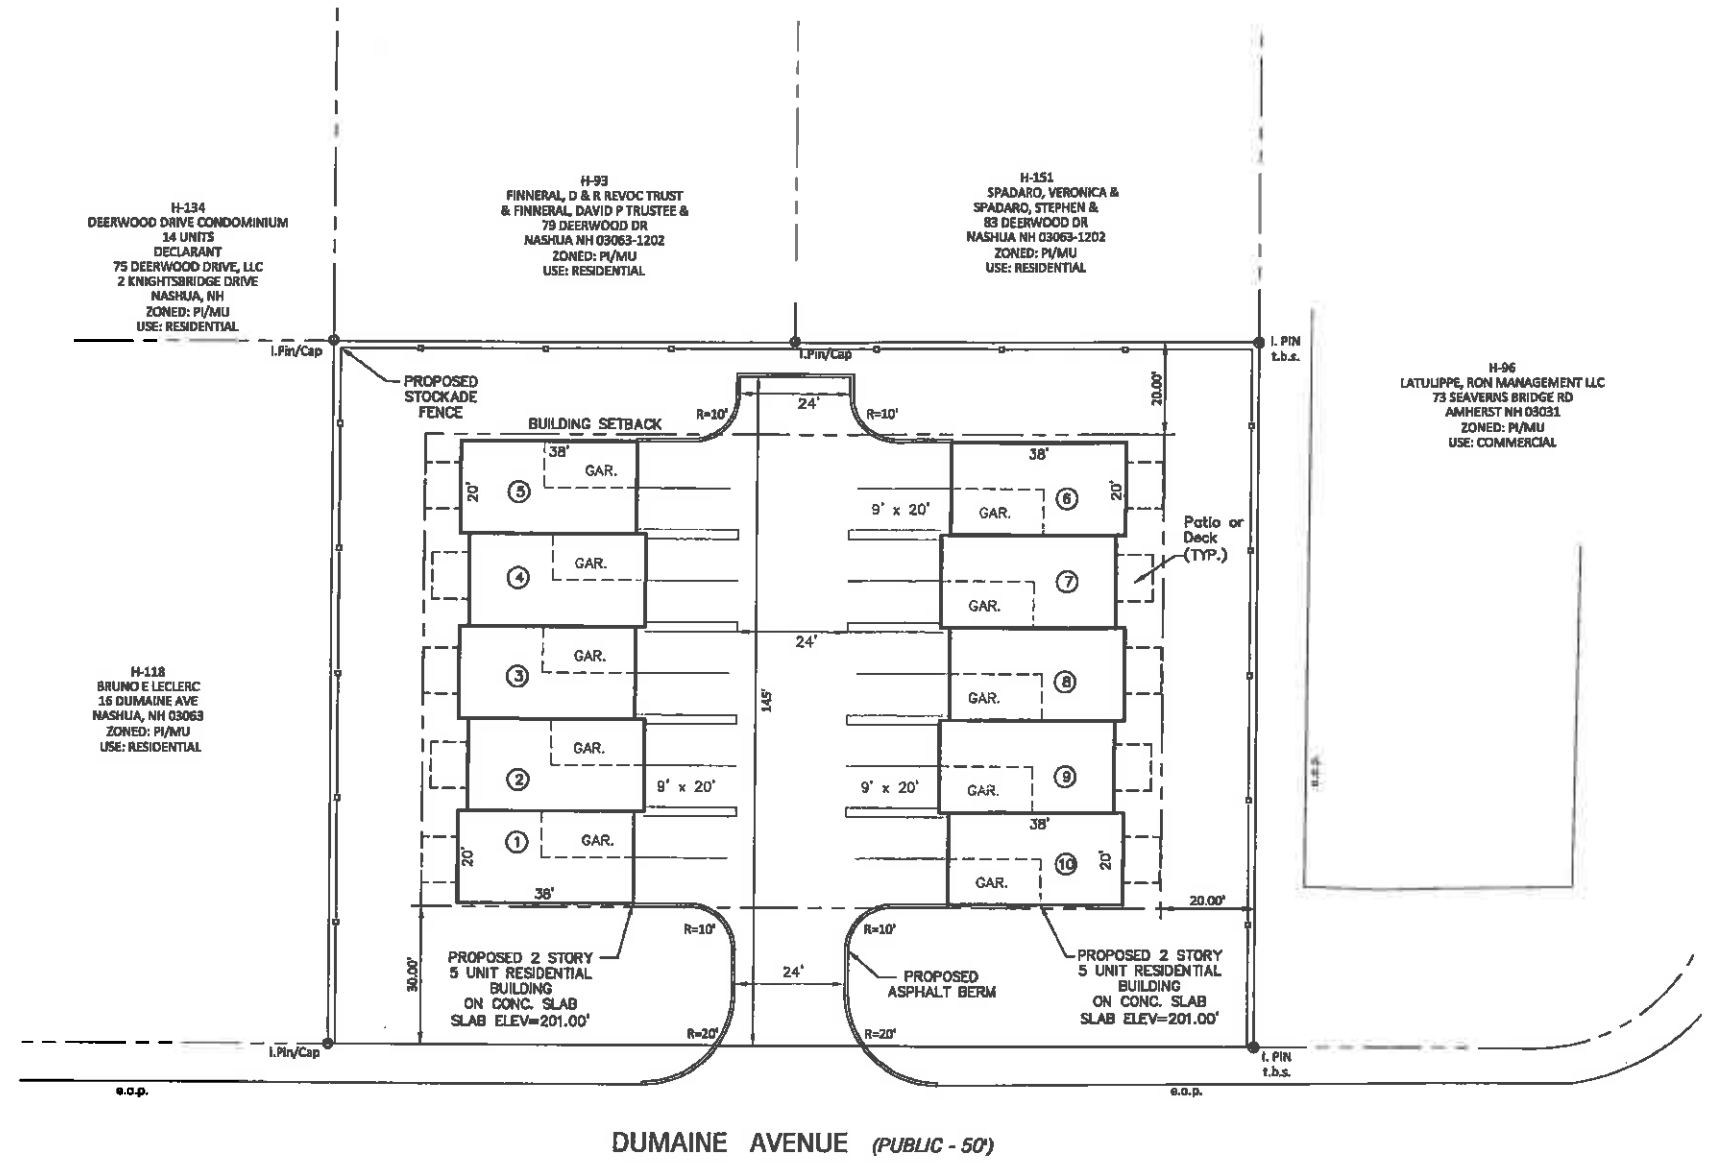 H-134
DEERWOOD DRIVE CONDOMINIUM
14 UNITS
DECLARANT
75 DEERWOOD DRIVE, LLC
2 KNIGHTSBRIDGE DRIVE
NASHUA, NH
ZONED: PI/MU
USE: RESIDENTIAL
H-93
FINNERAL, D & R REVOC TRUST
& FINNERAL, DAVID P TRUSTEE &
79 DEERWOOD DR
NASHUA NH 03063-1202
ZONED: PI/MU
USE: RESIDENTIAL
H-151
SPADARO, VERONICA &
SPADARO, STEPHEN &
83 DEERWOOD DR
NASHUA NH 03063-1202
ZONED: PI/MU
USE: RESIDENTIAL
I.Pin/Cap
I.Pin/Cap
I. PIN
t.b.s.
H-96
LATULIPPE, RON MANAGEMENT LLC
73 SEAVERNS BRIDGE RD
AMHERST NH 03031
ZONED: PI/MU
USE: COMMERCIAL
PROPOSED
STOCKADE
FENCE
24'
20.00'
R=10'
R=10'
BUILDING SETBACK
38'
GAR.
20'
5
38'
20'
6
GAR.
9' x 20'
Patio or
Deck
(TYP.)
GAR.
4
7
GAR.
24'
GAR.
3
8
GAR.
145'
H-118
BRUNO E LECLERC
16 DUMAINE AVE
NASHUA, NH 03063
ZONED: PI/MU
USE: RESIDENTIAL
GAR.
2
9' x 20'
9' x 20'
9
GAR.
e.o.p.
GAR.
1
20'
38'
38'
20'
10
GAR.
20.00'
R=10'
R=10'
30.00'
PROPOSED 2 STORY
5 UNIT RESIDENTIAL
BUILDING
ON CONC. SLAB
SLAB ELEV=201.00'
24'
PROPOSED
ASPHALT BERM
PROPOSED 2 STORY
5 UNIT RESIDENTIAL
BUILDING
ON CONC. SLAB
SLAB ELEV=201.00'
R=20'
R=20'
I.Pin/Cap
I. PIN
t.b.s.
e.o.p.
e.o.p.
DUMAINE AVENUE (PUBLIC - 50')